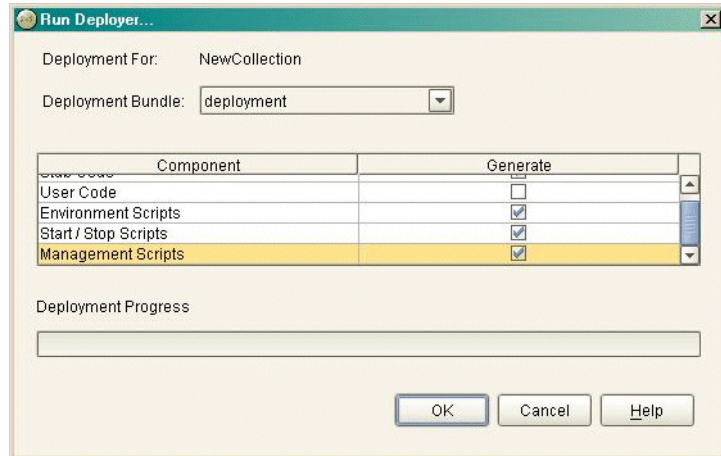 Run Deployer...
Deployment For: NewCollection
Deployment Bundle: deployment
Component Generate
User Code
Environment Scripts
Start / Stop Scripts
Management Scripts
Deployment Progress
OK Cancel Help